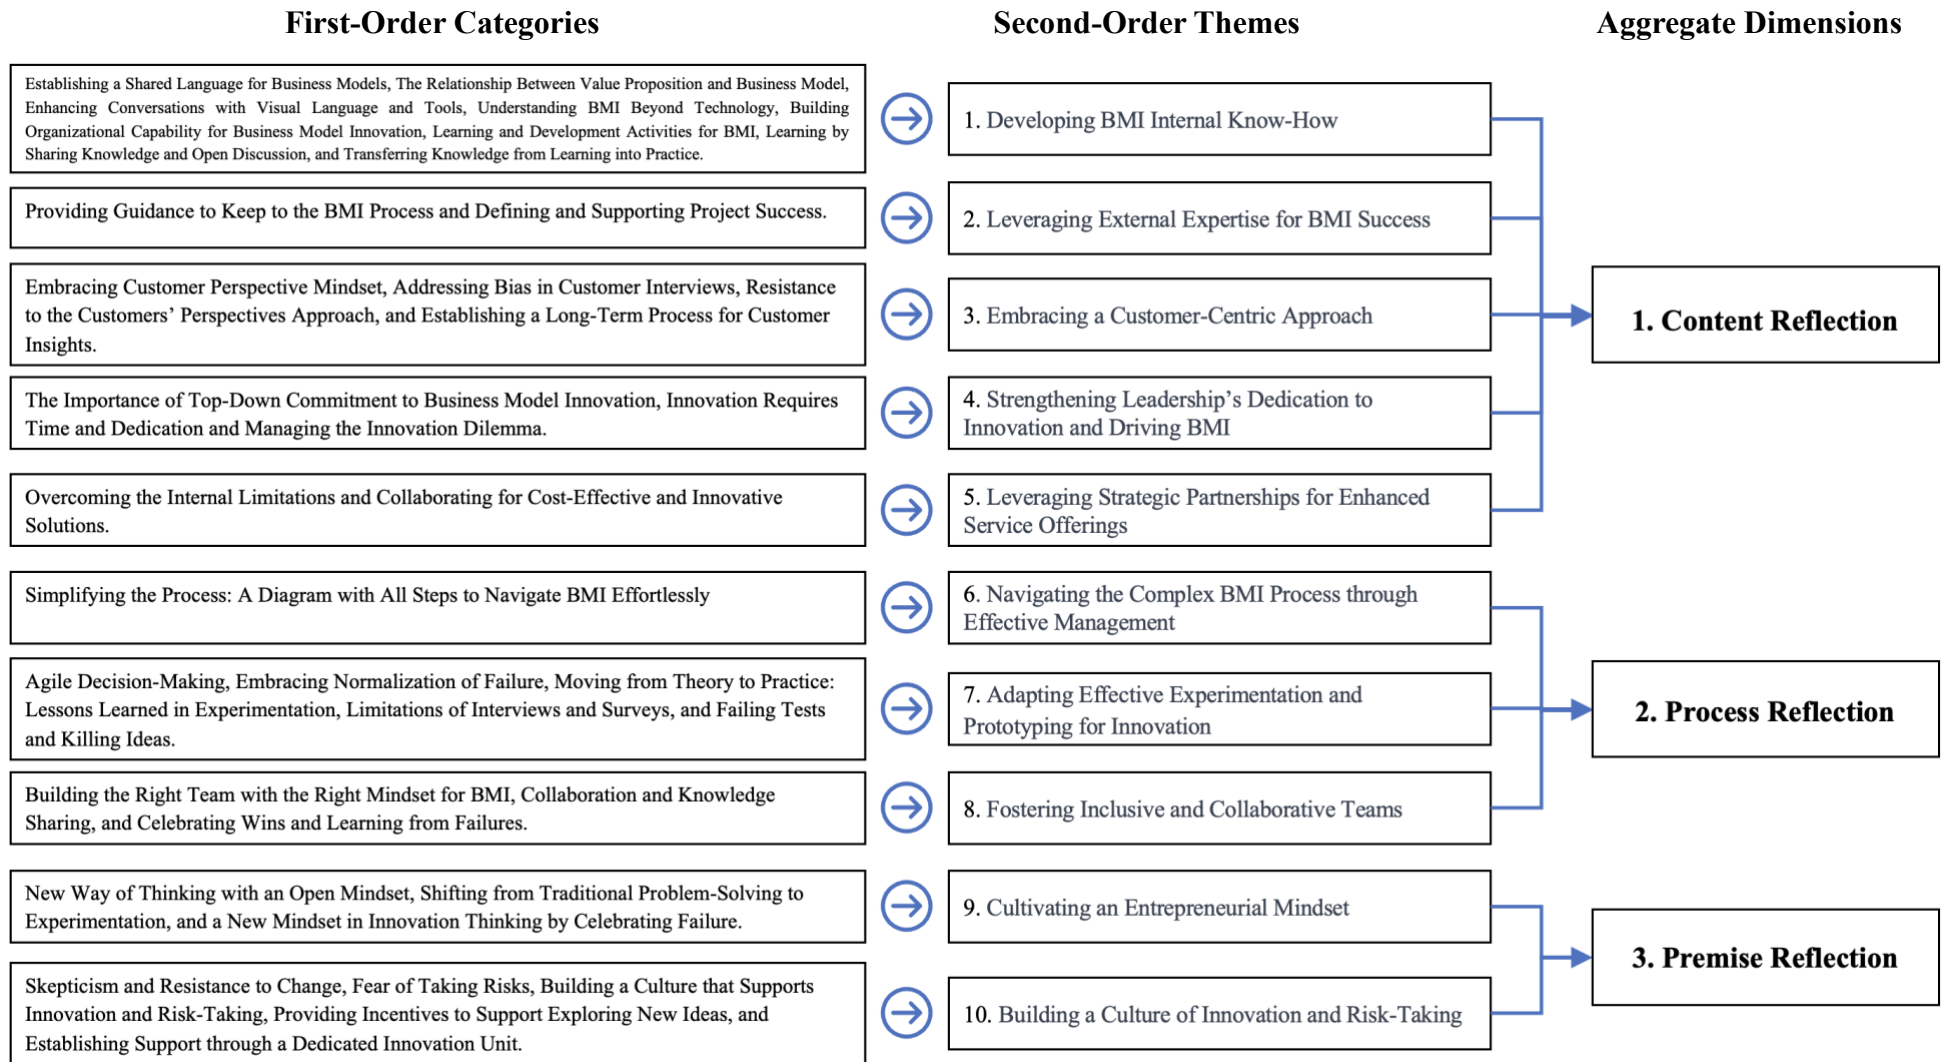 First-Order Categories
Second-Order Themes
Aggregate Dimensions
Establishing a Shared Language for Business Models, The Relationship Between Value Proposition and Business Model,
Enhancing Conversations with Visual Language and Tools, Understanding BMI Beyond Technology, Building
Organizational Capability for Business Model Innovation, Learning and Development Activities for BMI, Learning by
Sharing Knowledge and Open Discussion, and Transferring Knowledge from Learning into Practice.
1. Developing BMI Internal Know-How
Providing Guidance to Keep to the BMI Process and Defining and Supporting Project Success.
2. Leveraging External Expertise for BMI Success
Embracing Customer Perspective Mindset, Addressing Bias in Customer Interviews, Resistance
to the Customers’ Perspectives Approach, and Establishing a Long-Term Process for Customer
Insights.
3. Embracing a Customer-Centric Approach
1. Content Reflection
The Importance of Top-Down Commitment to Business Model Innovation, Innovation Requires
Time and Dedication and Managing the Innovation Dilemma.
4. Strengthening Leadership’s Dedication to
Innovation and Driving BMI
Overcoming the Internal Limitations and Collaborating for Cost-Effective and Innovative
Solutions.
5. Leveraging Strategic Partnerships for Enhanced
Service Offerings
Simplifying the Process: A Diagram with All Steps to Navigate BMI Effortlessly
6. Navigating the Complex BMI Process through
Effective Management
Agile Decision-Making, Embracing Normalization of Failure, Moving from Theory to Practice:
Lessons Learned in Experimentation, Limitations of Interviews and Surveys, and Failing Tests
and Killing Ideas.
7. Adapting Effective Experimentation and
Prototyping for Innovation
2. Process Reflection
Building the Right Team with the Right Mindset for BMI, Collaboration and Knowledge
Sharing, and Celebrating Wins and Learning from Failures.
8. Fostering Inclusive and Collaborative Teams
New Way of Thinking with an Open Mindset, Shifting from Traditional Problem-Solving to
Experimentation, and a New Mindset in Innovation Thinking by Celebrating Failure.
9. Cultivating an Entrepreneurial Mindset
3. Premise Reflection
Skepticism and Resistance to Change, Fear of Taking Risks, Building a Culture that Supports
Innovation and Risk-Taking, Providing Incentives to Support Exploring New Ideas, and
Establishing Support through a Dedicated Innovation Unit.
10. Building a Culture of Innovation and Risk-Taking